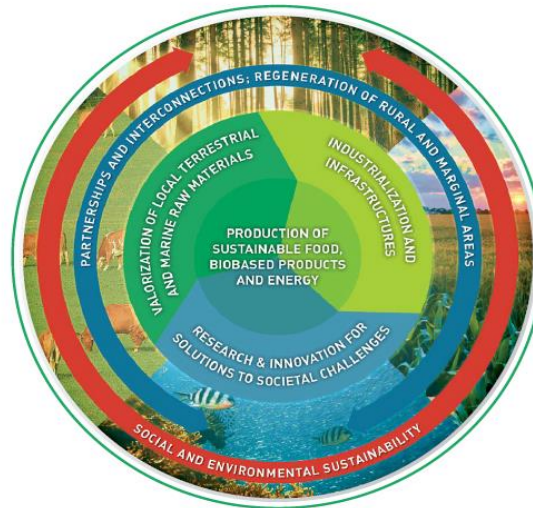 PARTNERSHIPS AND INTERCONNECTIONS; REGENERATION OF RURAL AND MARGINAL AREAS
VALORIZATION OF LOCAL TERRESTRIAL
AND MARINE RAW MATERIALS
INDUSTRIALIZATION AND
INFRASTRUCTURES
PRODUCTION OF
SUSTAINABLE FOOD,
BIOBASED PRODUCTS
AND ENERGY
RESEARCH & INNOVATION FOR
SOLUTIONS TO SOCIETAL CHALLENGES
SOCIAL AND ENVIRONMENTAL SUSTAINABILITY